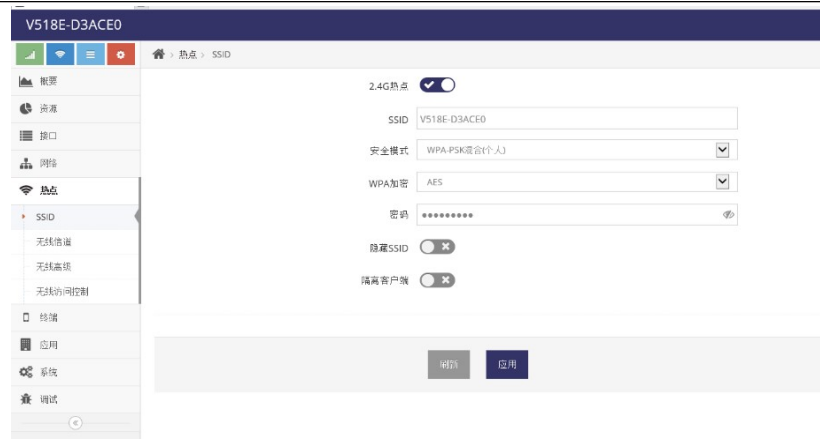 V518E-D3ACE0
热点 > SSID
概要
资源
接口
网络
热点
SSID
无线信道
无线高级
无线访问控制
终端
应用
系统
调试
2.4G热点
SSID V518E-D3ACE0
安全模式 WPA-PSK混合(个人)
WPA加密 AES
密码 •••••••••
隐藏SSID
隔离客户端
刷新 应用